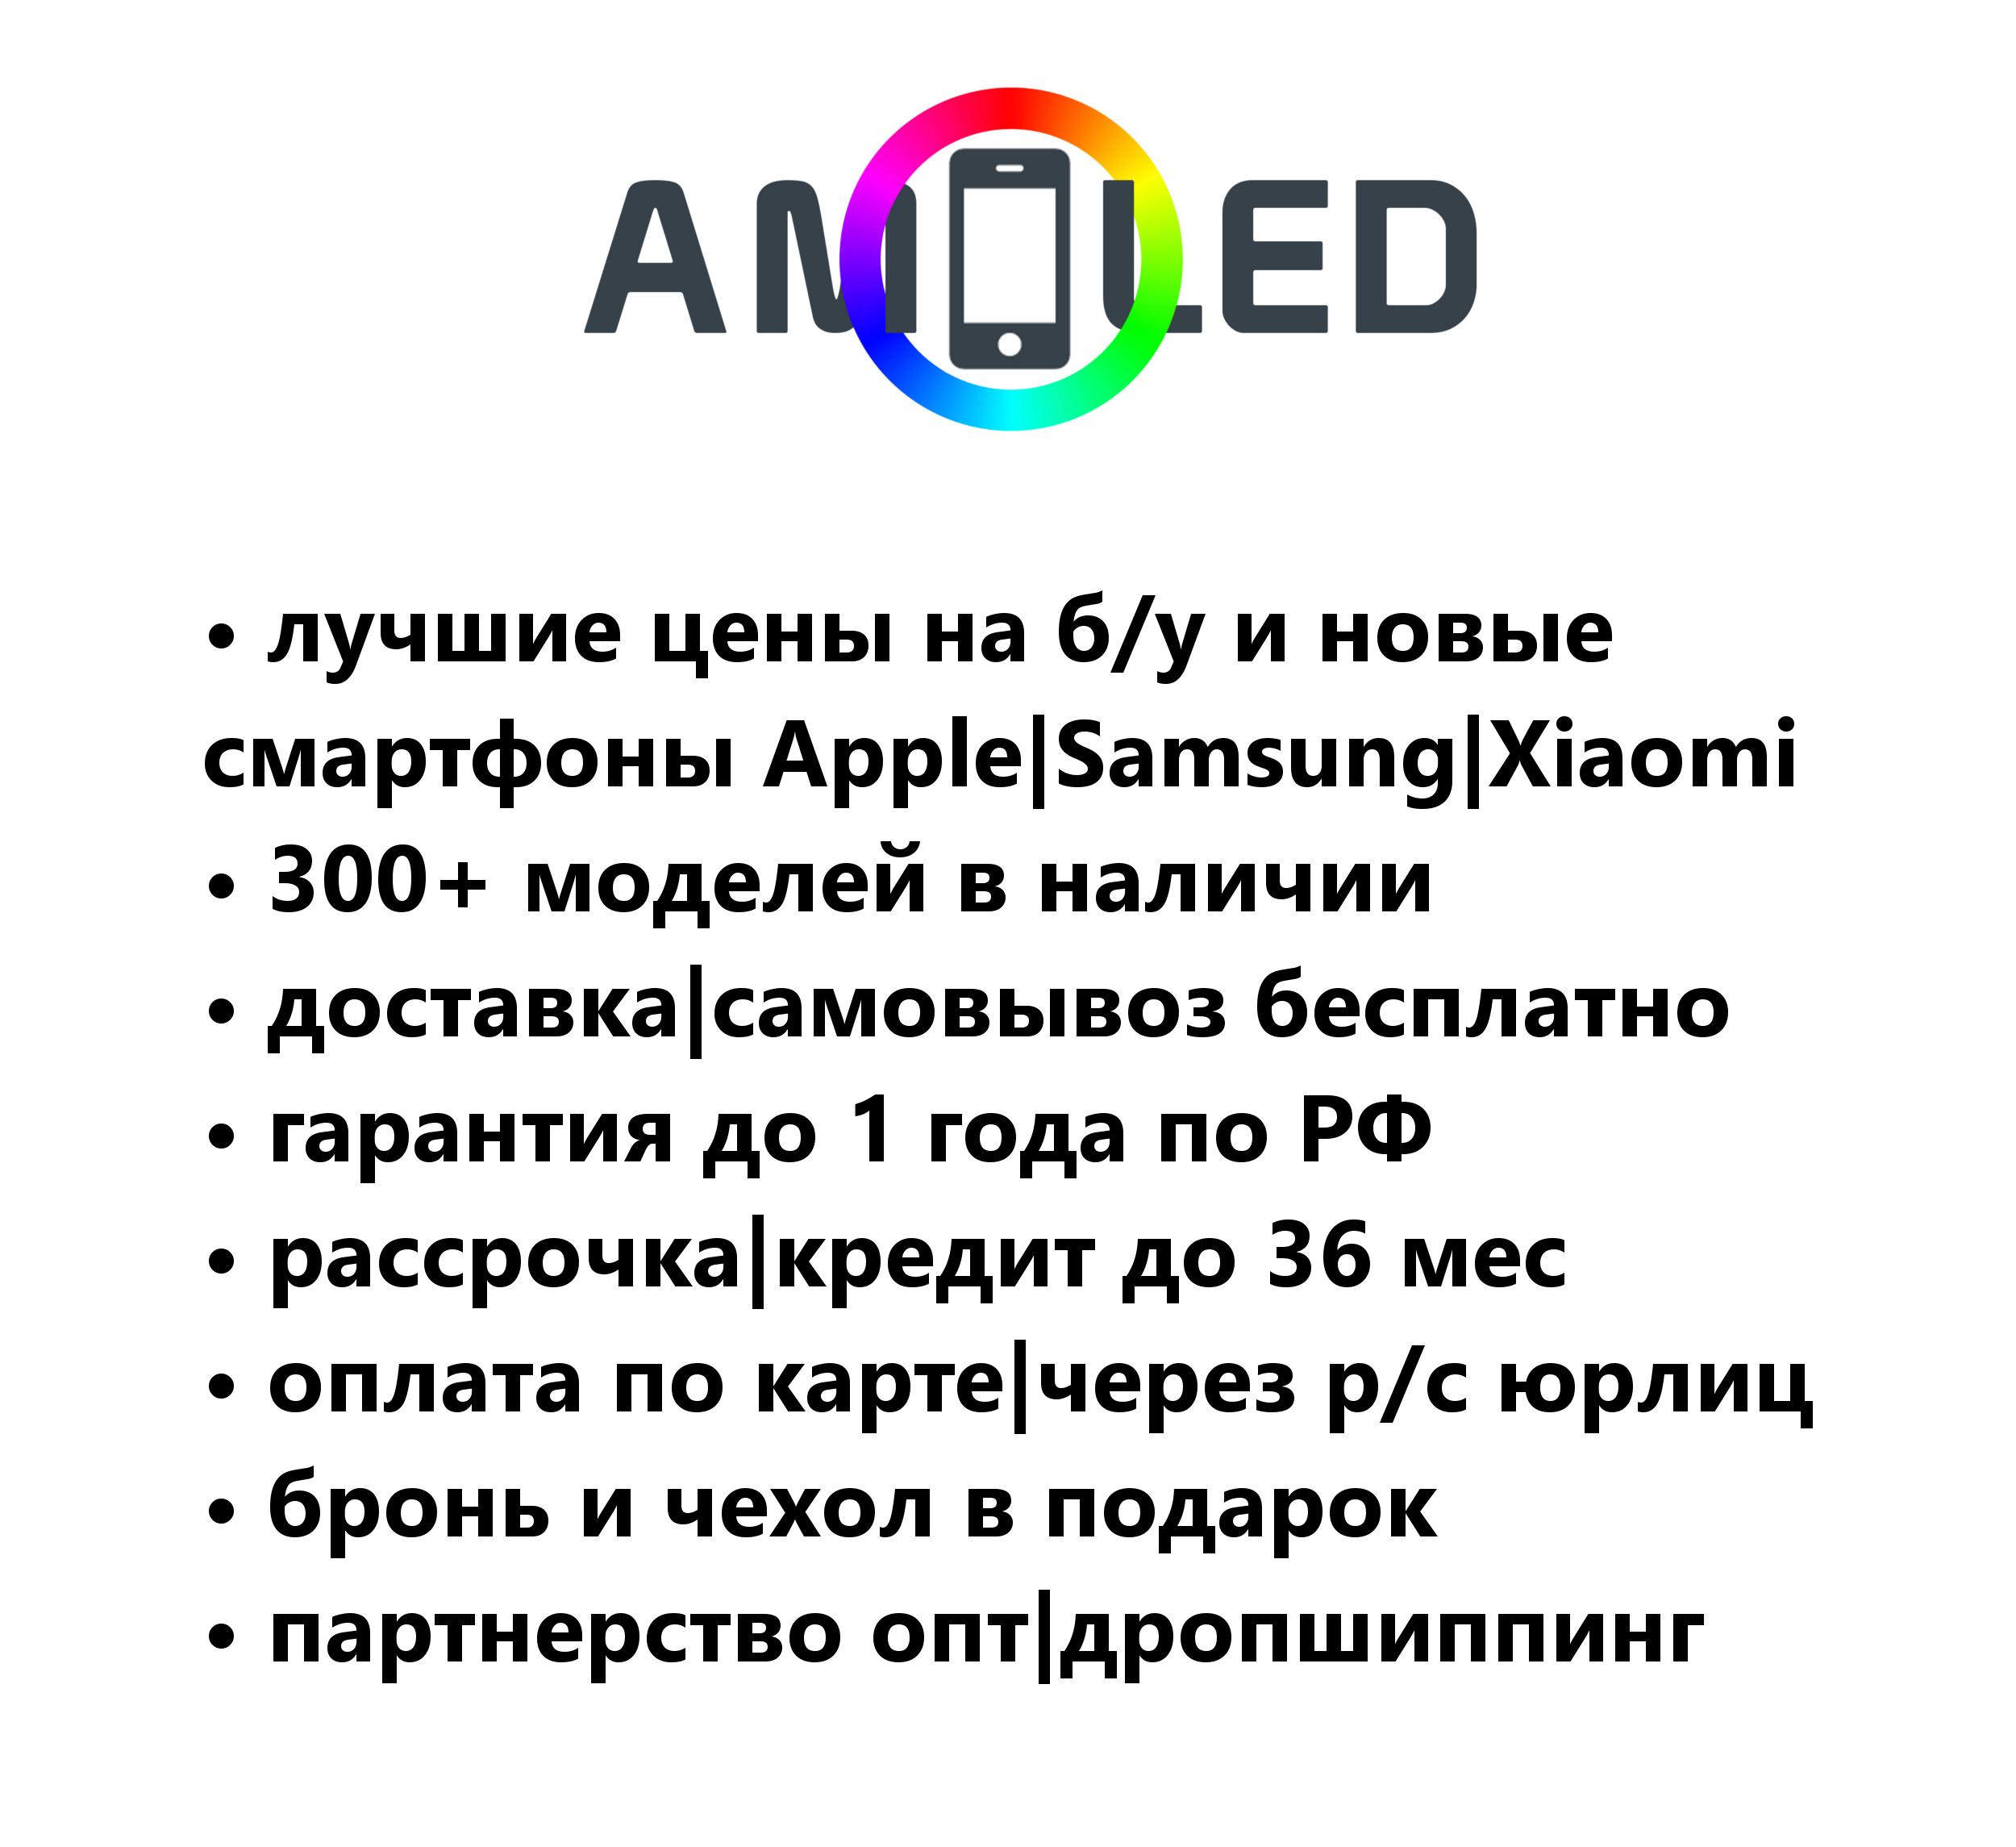 AMOLED
• лучшие цены на б/у и новые
смартфоны Apple|Samsung|Xiaomi
• 300+ моделей в наличии
• доставка|самовывоз бесплатно
• гарантия до 1 года по РФ
• рассрочка|кредит до 36 мес
• оплата по карте|через р/с юрлиц
• бронь и чехол в подарок
• партнерство опт|дропшиппинг